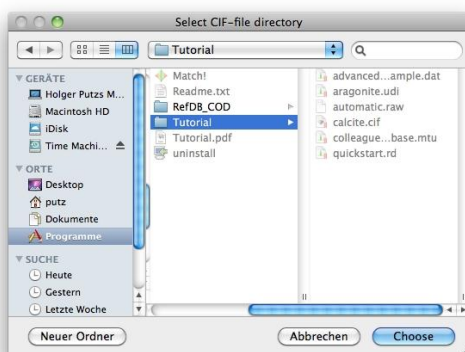 Select CIF-file directory
Tutorial
GERÄTE
Holger Putzs M...
Macintosh HD
iDisk
Time Machi...
ORTE
Desktop
putz
Dokumente
Programme
SUCHE
Heute
Gestern
Letzte Woche
Match!
Readme.txt
RefDB_COD
Tutorial
Tutorial.pdf
uninstall
advanced...ample.dat
aragonite.udi
automatic.raw
calcite.cif
colleague...base.mtu
quickstart.rd
Neuer Ordner
Abbrechen
Choose